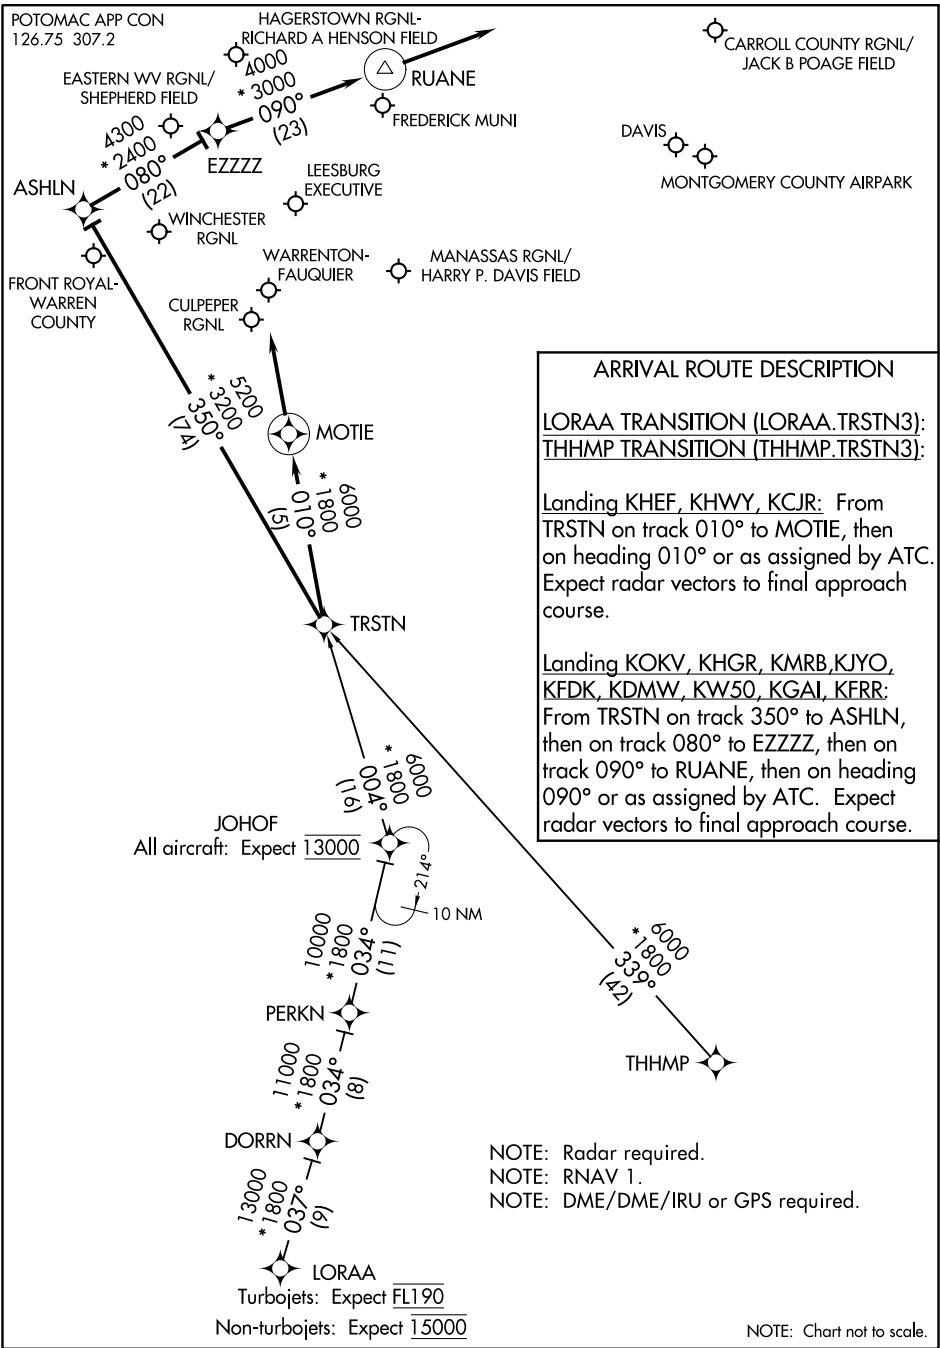 POTOMAC APP CON
126.75 307.2
HAGERSTOWN RGNL-
RICHARD A HENSON FIELD
CARROLL COUNTY RGNL/
JACK B POAGE FIELD
EASTERN WV RGNL/
SHEPHERD FIELD
4000
* 3000
090°
(23)
RUANE
FREDERICK MUNI
4300
* 2400
080°
(22)
EZZZZ
DAVIS
MONTGOMERY COUNTY AIRPARK
ASHLN
LEESBURG
EXECUTIVE
WINCHESTER
RGNL
FRONT ROYAL-
WARREN
COUNTY
WARRENTON-
FAUQUIER
MANASSAS RGNL/
HARRY P. DAVIS FIELD
CULPEPER
RGNL
5200
* 3200
350°
(74)
MOTIE
6000
* 1800
010°
(5)
TRSTN
ARRIVAL ROUTE DESCRIPTION
LORAA TRANSITION (LORAA.TRSTN3):
THHMP TRANSITION (THHMP.TRSTN3):
Landing KHEF, KHWY, KCJR: From
TRSTN on track 010° to MOTIE, then
on heading 010° or as assigned by ATC.
Expect radar vectors to final approach
course.
Landing KOKV, KHGR, KMRB,KJYO,
KFDK, KDMW, KW50, KGAI, KFRR:
From TRSTN on track 350° to ASHLN,
then on track 080° to EZZZZ, then on
track 090° to RUANE, then on heading
090° or as assigned by ATC. Expect
radar vectors to final approach course.
6000
* 1800
004°
(16)
JOHOF
All aircraft: Expect 13000
214°
10 NM
10000
* 1800
034°
(11)
PERKN
6000
* 1800
339°
(42)
THHMP
11000
* 1800
034°
(8)
DORRN
13000
* 1800
037°
(9)
LORAA
Turbojets: Expect FL190
Non-turbojets: Expect 15000
NOTE: Radar required.
NOTE: RNAV 1.
NOTE: DME/DME/IRU or GPS required.
NOTE: Chart not to scale.